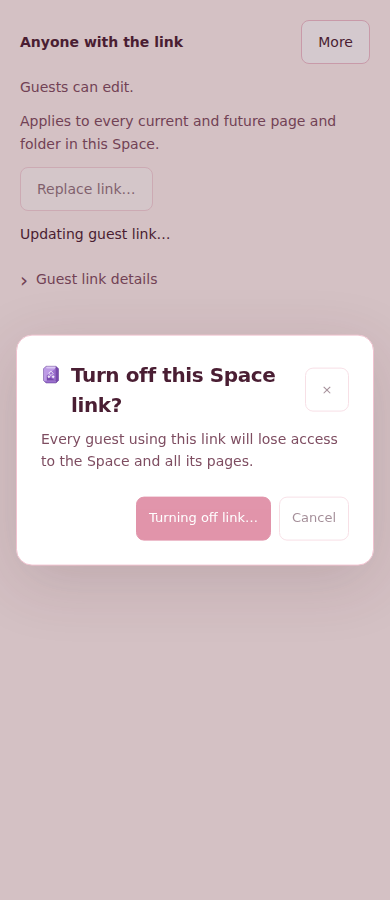 Anyone with the link
More
Guests can edit.
Applies to every current and future page and
folder in this Space.
Replace link…
Updating guest link…
Guest link details
Turn off this Space
link?
×
Every guest using this link will lose access
to the Space and all its pages.
Turning off link…
Cancel